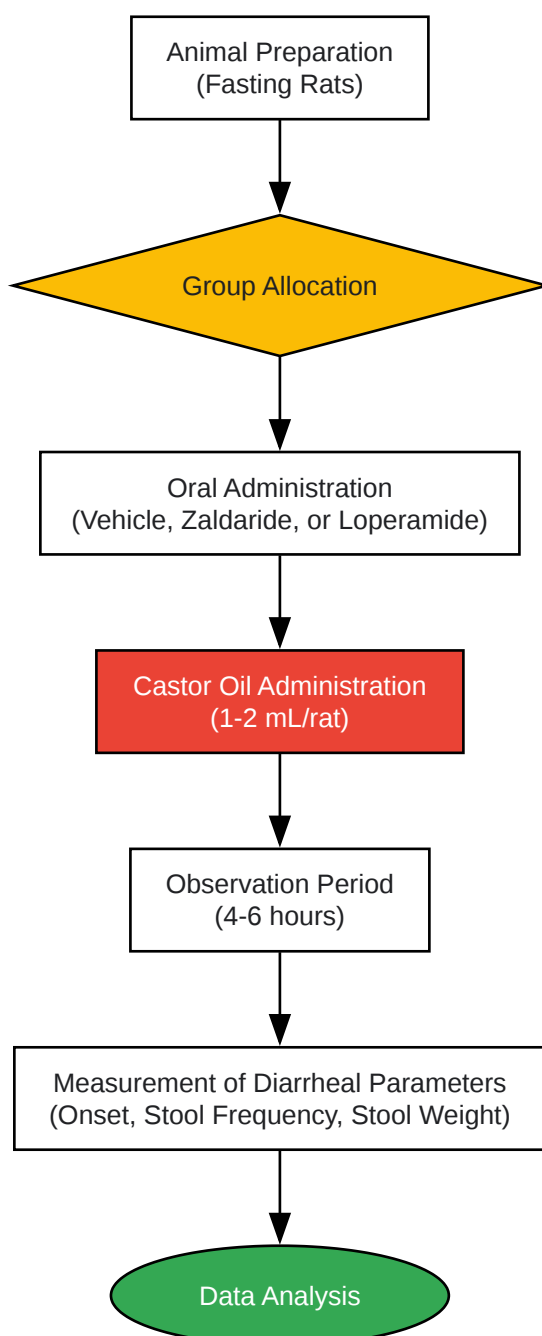 Animal Preparation
(Fasting Rats)
Group Allocation
Oral Administration
(Vehicle, Zaldaride, or Loperamide)
Castor Oil Administration
(1-2 mL/rat)
Observation Period
(4-6 hours)
Measurement of Diarrheal Parameters
(Onset, Stool Frequency, Stool Weight)
Data Analysis